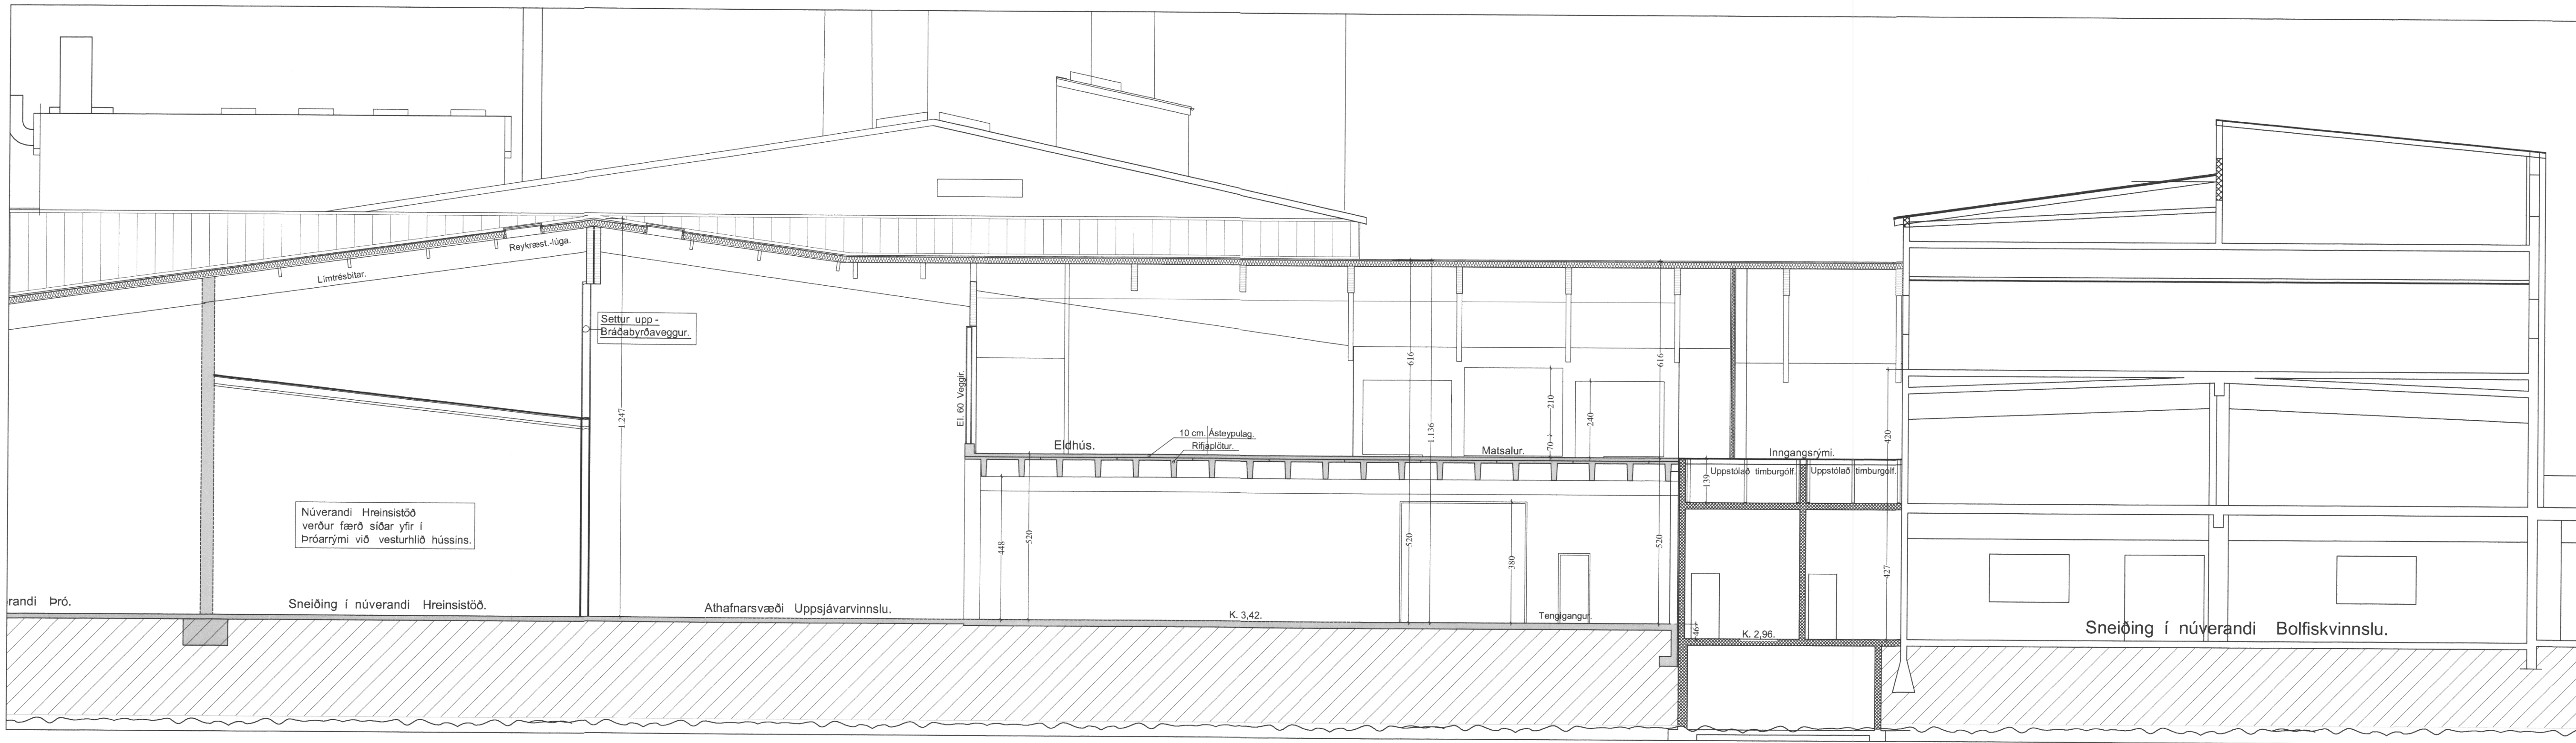 Reykræst.-lúga.
Límtrésbitar.
Settur upp -
Bráðabyrðaveggur.
1.247
El. 60 Veggir.
616
1.136
616
210
70
240
420
10 cm. Ásteypulag.
Rifjaplötur.
Eldhús.
Matsalur.
Inngangsrými.
Uppstólað timburgólf.
Uppstólað timburgólf.
139
Núverandi Hreinsistöð
verður færð síðar yfir í
Þróarrými við vesturhlið hússins.
448
520
520
380
520
427
randi Þró.
Sneiðing í núverandi Hreinsistöð.
Athafnarsvæði Uppsjávarvinnslu.
K. 3,42.
Tengigangur.
46
K. 2,96.
Sneiðing í núverandi Bolfiskvinnslu.